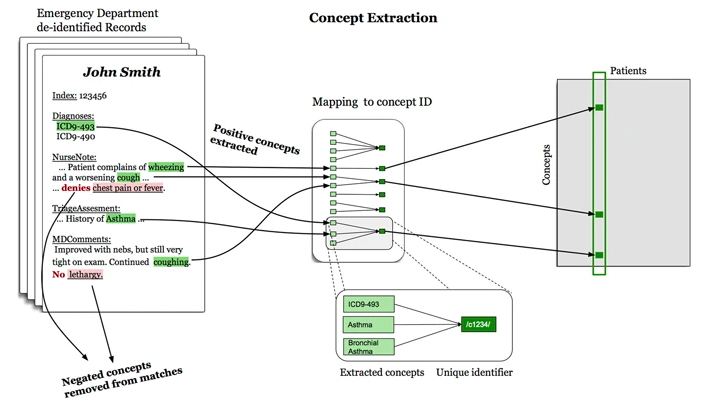 Emergency Department
de-identified Records
Concept Extraction
John Smith
Index: 123456
Diagnoses:
ICD9-493
ICD9-490
NurseNote:
... Patient complains of wheezing
and a worsening cough ...
... denies chest pain or fever.
TriageAssesment:
... History of Asthma ...
MDComments:
Improved with nebs, but still very
tight on exam. Continued coughing.
No lethargy.
Negated concepts
removed from matches
Positive concepts
extracted
Mapping to concept ID
ICD9-493
Asthma
Bronchial
Asthma
/c1234/
Extracted concepts
Unique identifier
Patients
Concepts